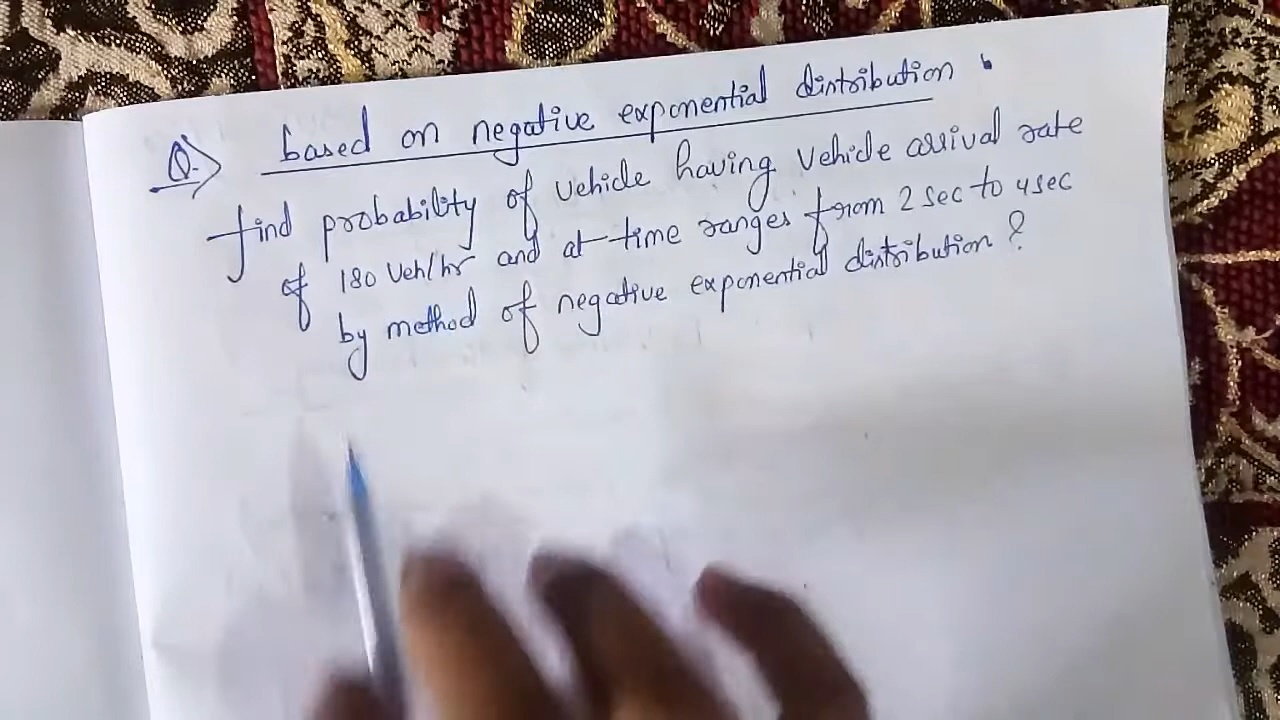 Q.> based on negative exponential distribution.
find probability of vehicle having vehicle arrival rate
of 180 Veh/hr and at time ranges from 2 sec to 4 sec
by method of negative exponential distribution?